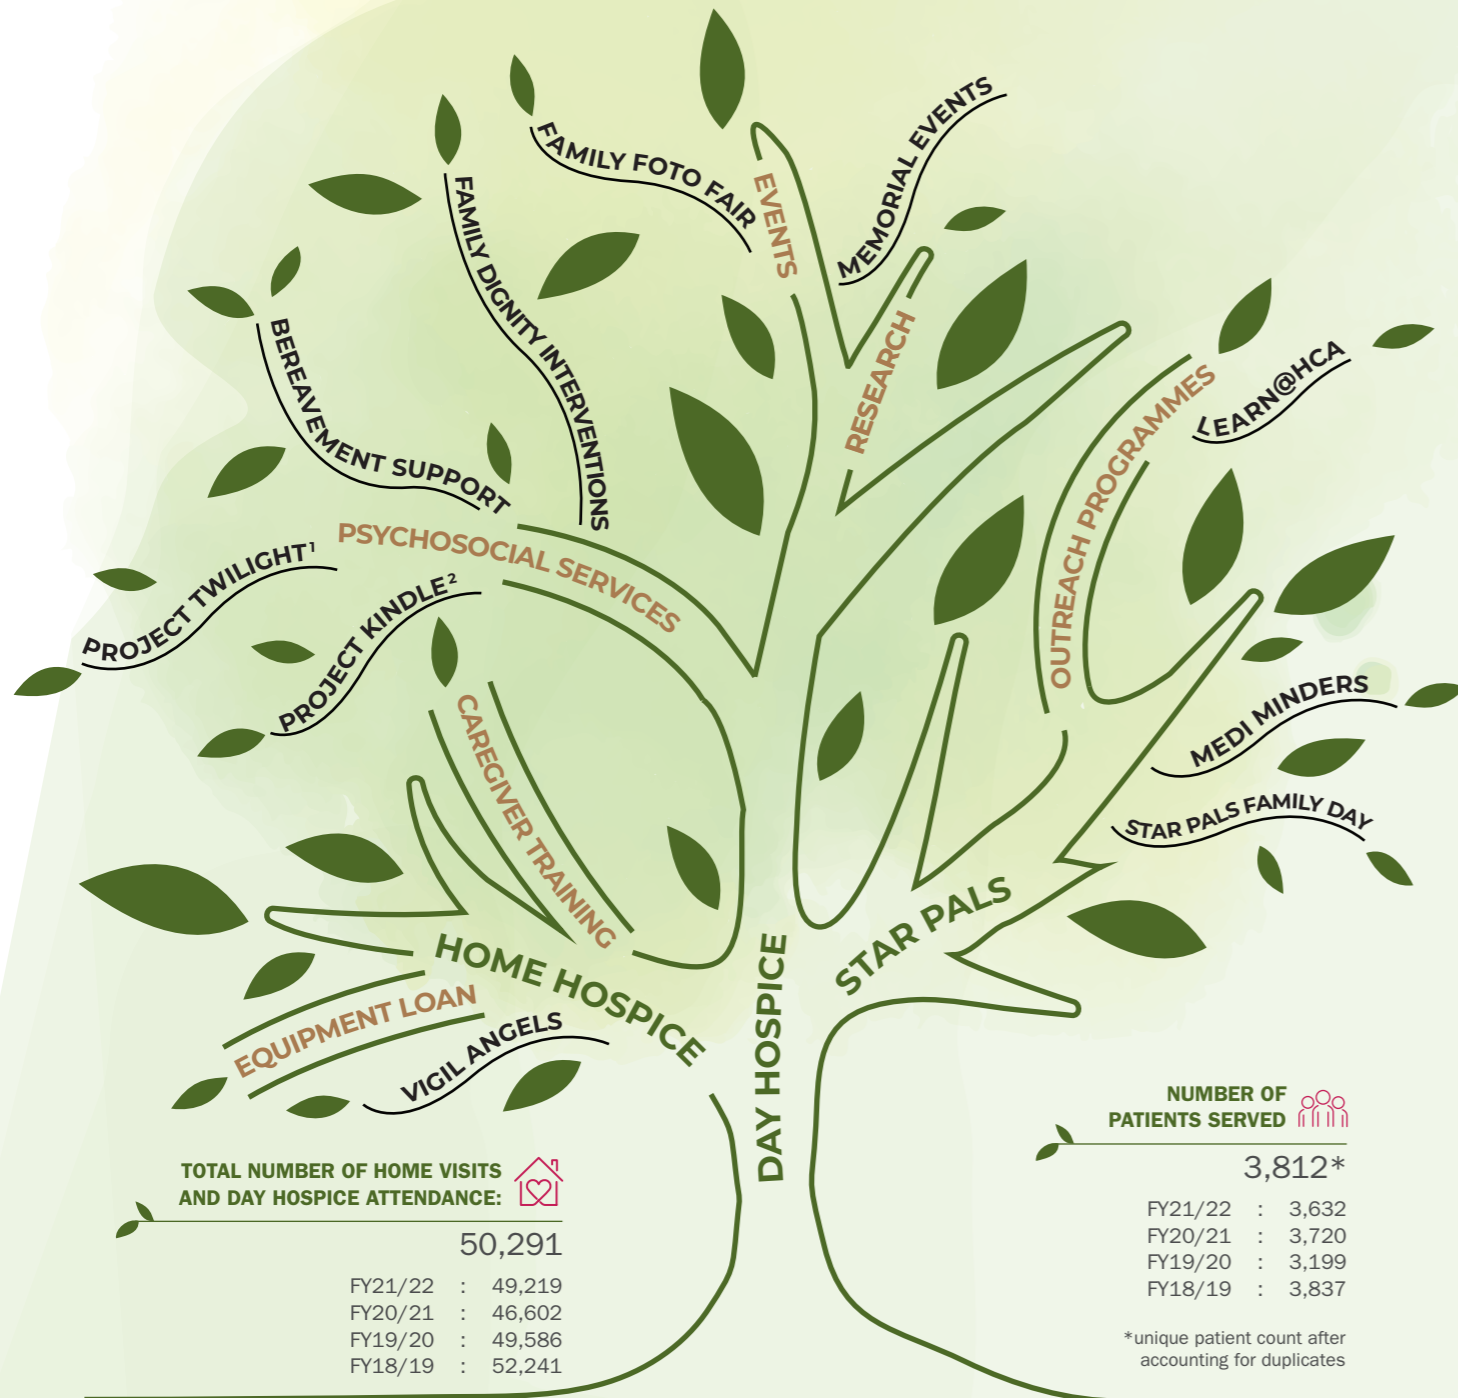 MEMORIAL EVENTS
FAMILY FOTO FAIR
EVENTS
FAMILY DIGNITY INTERVENTIONS
RESEARCH
BEREAVEMENT SUPPORT
LEARN@HCA
OUTREACH PROGRAMMES
PSYCHOSOCIAL SERVICES
PROJECT TWILIGHT¹
PROJECT KINDLE²
MEDI MINDERS
CAREGIVER TRAINING
STAR PALS FAMILY DAY
STAR PALS
HOME HOSPICE
DAY HOSPICE
EQUIPMENT LOAN
VIGIL ANGELS
TOTAL NUMBER OF HOME VISITS
AND DAY HOSPICE ATTENDANCE:
50,291
FY21/22 : 49,219
FY20/21 : 46,602
FY19/20 : 49,586
FY18/19 : 52,241
NUMBER OF
PATIENTS SERVED
3,812*
FY21/22 : 3,632
FY20/21 : 3,720
FY19/20 : 3,199
FY18/19 : 3,837
*unique patient count after
accounting for duplicates